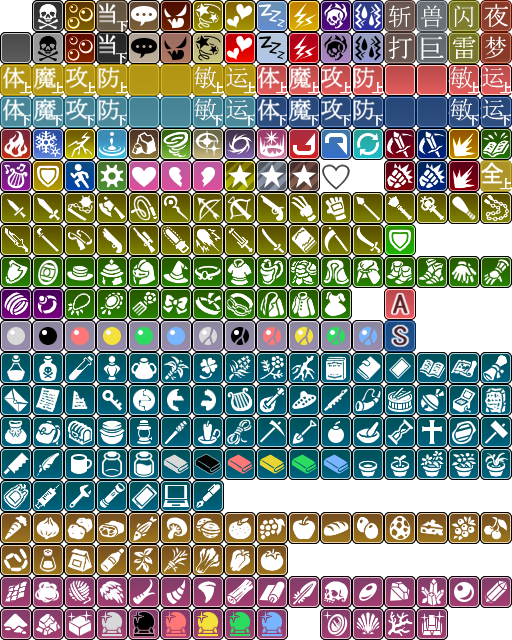 当下 zZZ 斩 兽 闪 夜
当下 zZZ 打 巨 雷 梦
体上 魔上 攻上 防上 敏上 运上 体上 魔上 攻上 防上 敏上 运上
体下 魔下 攻下 防下 敏下 运下 体下 魔下 攻下 防下 敏下 运下
全上
A
S